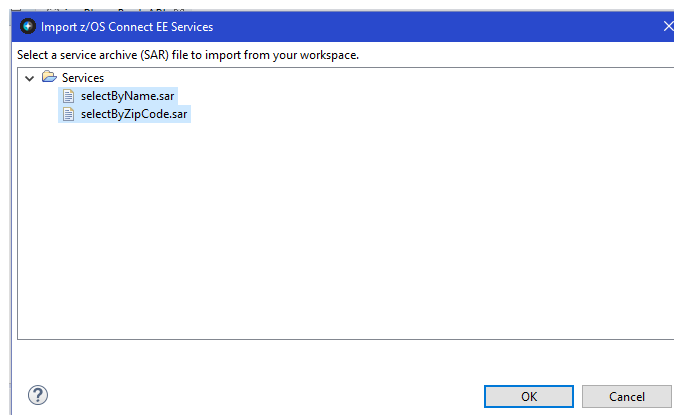 Import z/OS Connect EE Services
Select a service archive (SAR) file to import from your workspace.
Services
selectByName.sar
selectByZipCode.sar
?
OK
Cancel